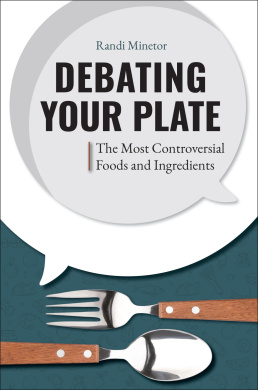 Randi Minetor
DEBATING
YOUR PLATE
The Most Controversial
Foods and Ingredients